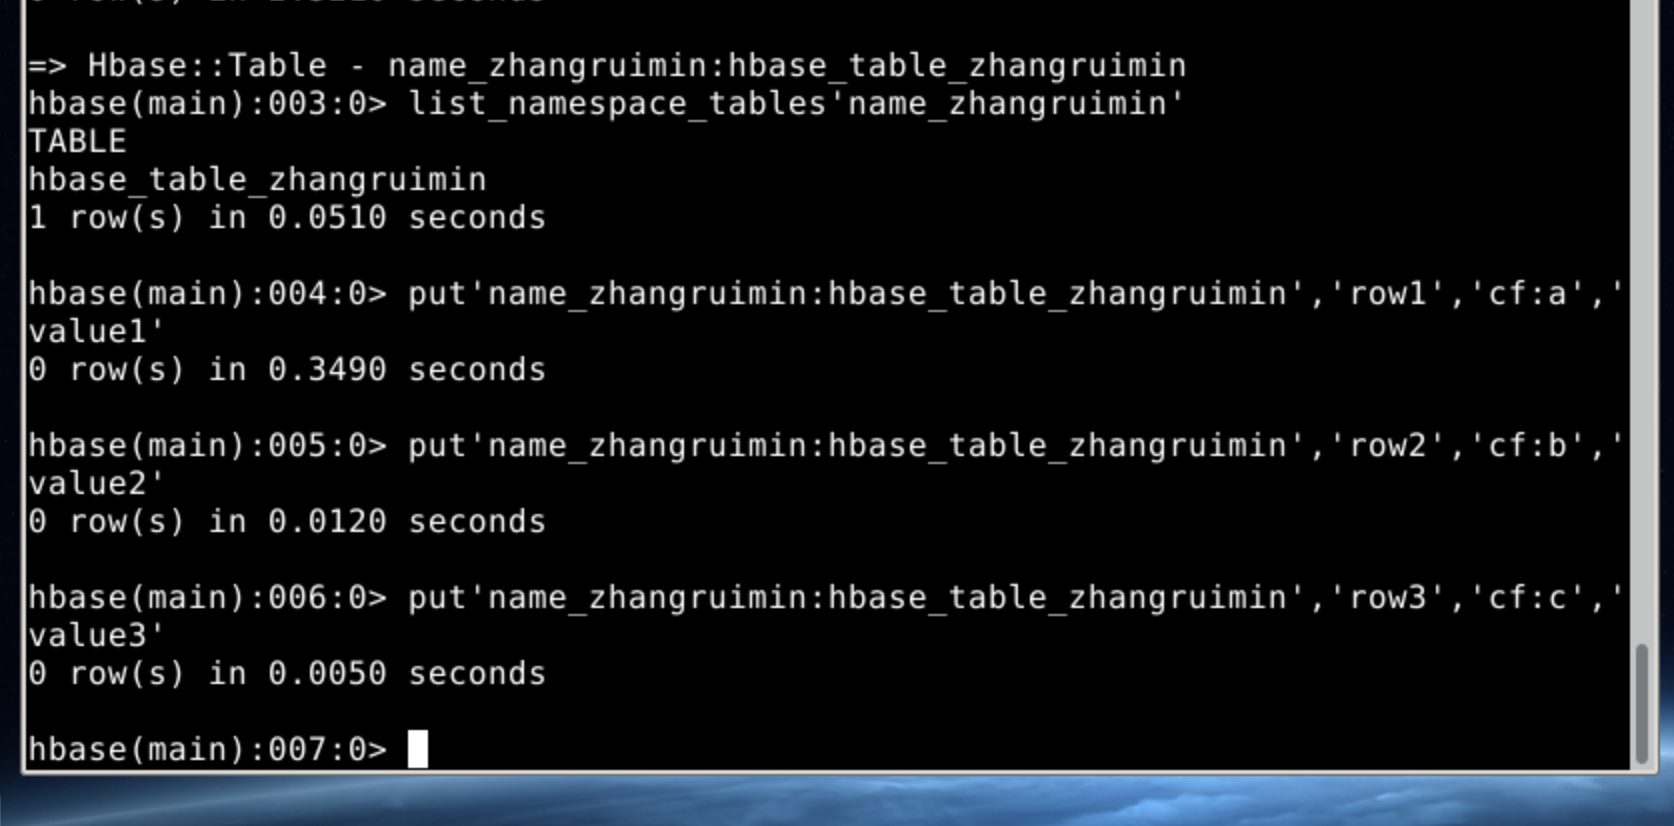 => Hbase::Table - name_zhangruimin:hbase_table_zhangruimin
hbase(main):003:0> list_namespace_tables'name_zhangruimin'
TABLE
hbase_table_zhangruimin
1 row(s) in 0.0510 seconds
hbase(main):004:0> put'name_zhangruimin:hbase_table_zhangruimin','row1','cf:a','
value1'
0 row(s) in 0.3490 seconds
hbase(main):005:0> put'name_zhangruimin:hbase_table_zhangruimin','row2','cf:b','
value2'
0 row(s) in 0.0120 seconds
hbase(main):006:0> put'name_zhangruimin:hbase_table_zhangruimin','row3','cf:c','
value3'
0 row(s) in 0.0050 seconds
hbase(main):007:0>